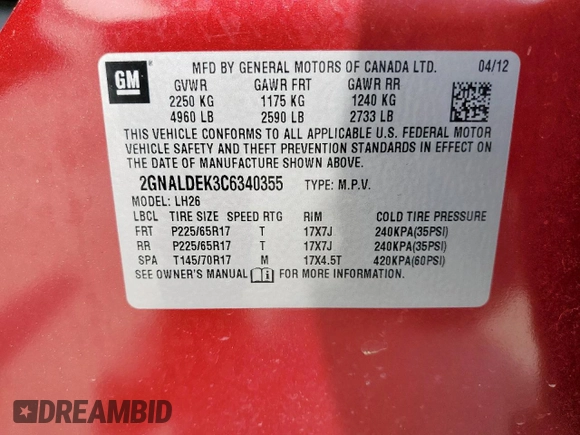 GM
MFD BY GENERAL MOTORS OF CANADA LTD. 04/12
GVWR GAWR FRT GAWR RR
2250 KG 1175 KG 1240 KG
4960 LB 2590 LB 2733 LB
THIS VEHICLE CONFORMS TO ALL APPLICABLE U.S. FEDERAL MOTOR
VEHICLE SAFETY AND THEFT PREVENTION STANDARDS IN EFFECT ON
THE DATE OF MANUFACTURE SHOWN ABOVE.
2GNALDEK3C6340355 TYPE: M.P.V.
MODEL: LH26
LBCL TIRE SIZE SPEED RTG RIM COLD TIRE PRESSURE
FRT P225/65R17 T 17X7J 240KPA(35PSI)
RR P225/65R17 T 17X7J 240KPA(35PSI)
SPA T145/70R17 M 17X4.5T 420KPA(60PSI)
SEE OWNER'S MANUAL FOR MORE INFORMATION.
DREAMBID